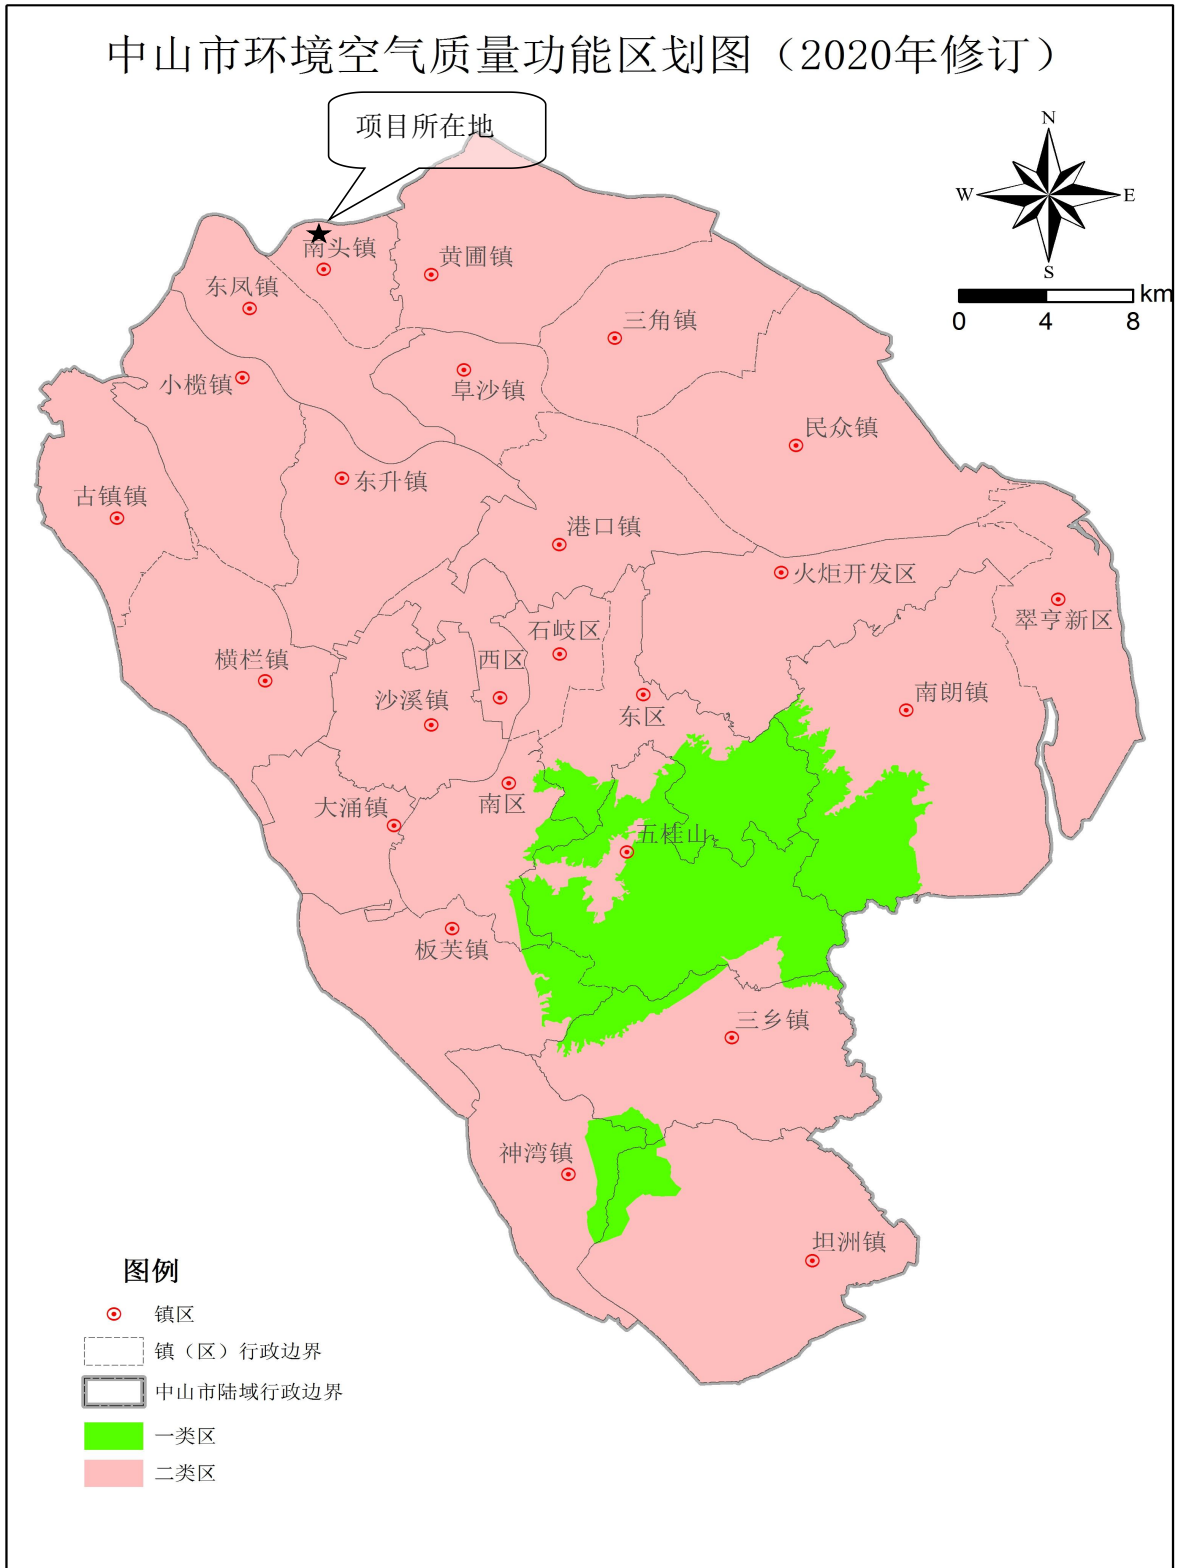 中山市环境空气质量功能区划图（2020年修订）
项目所在地
N
W
E
S
km
0 4 8
南头镇
黄圃镇
东凤镇
三角镇
小榄镇
阜沙镇
民众镇
东升镇
古镇镇
港口镇
火炬开发区
翠亨新区
石岐区
横栏镇
西区
沙溪镇
东区
南朗镇
大涌镇
南区
五桂山
板芙镇
三乡镇
神湾镇
坦洲镇
图例
镇区
镇（区）行政边界
中山市陆域行政边界
一类区
二类区